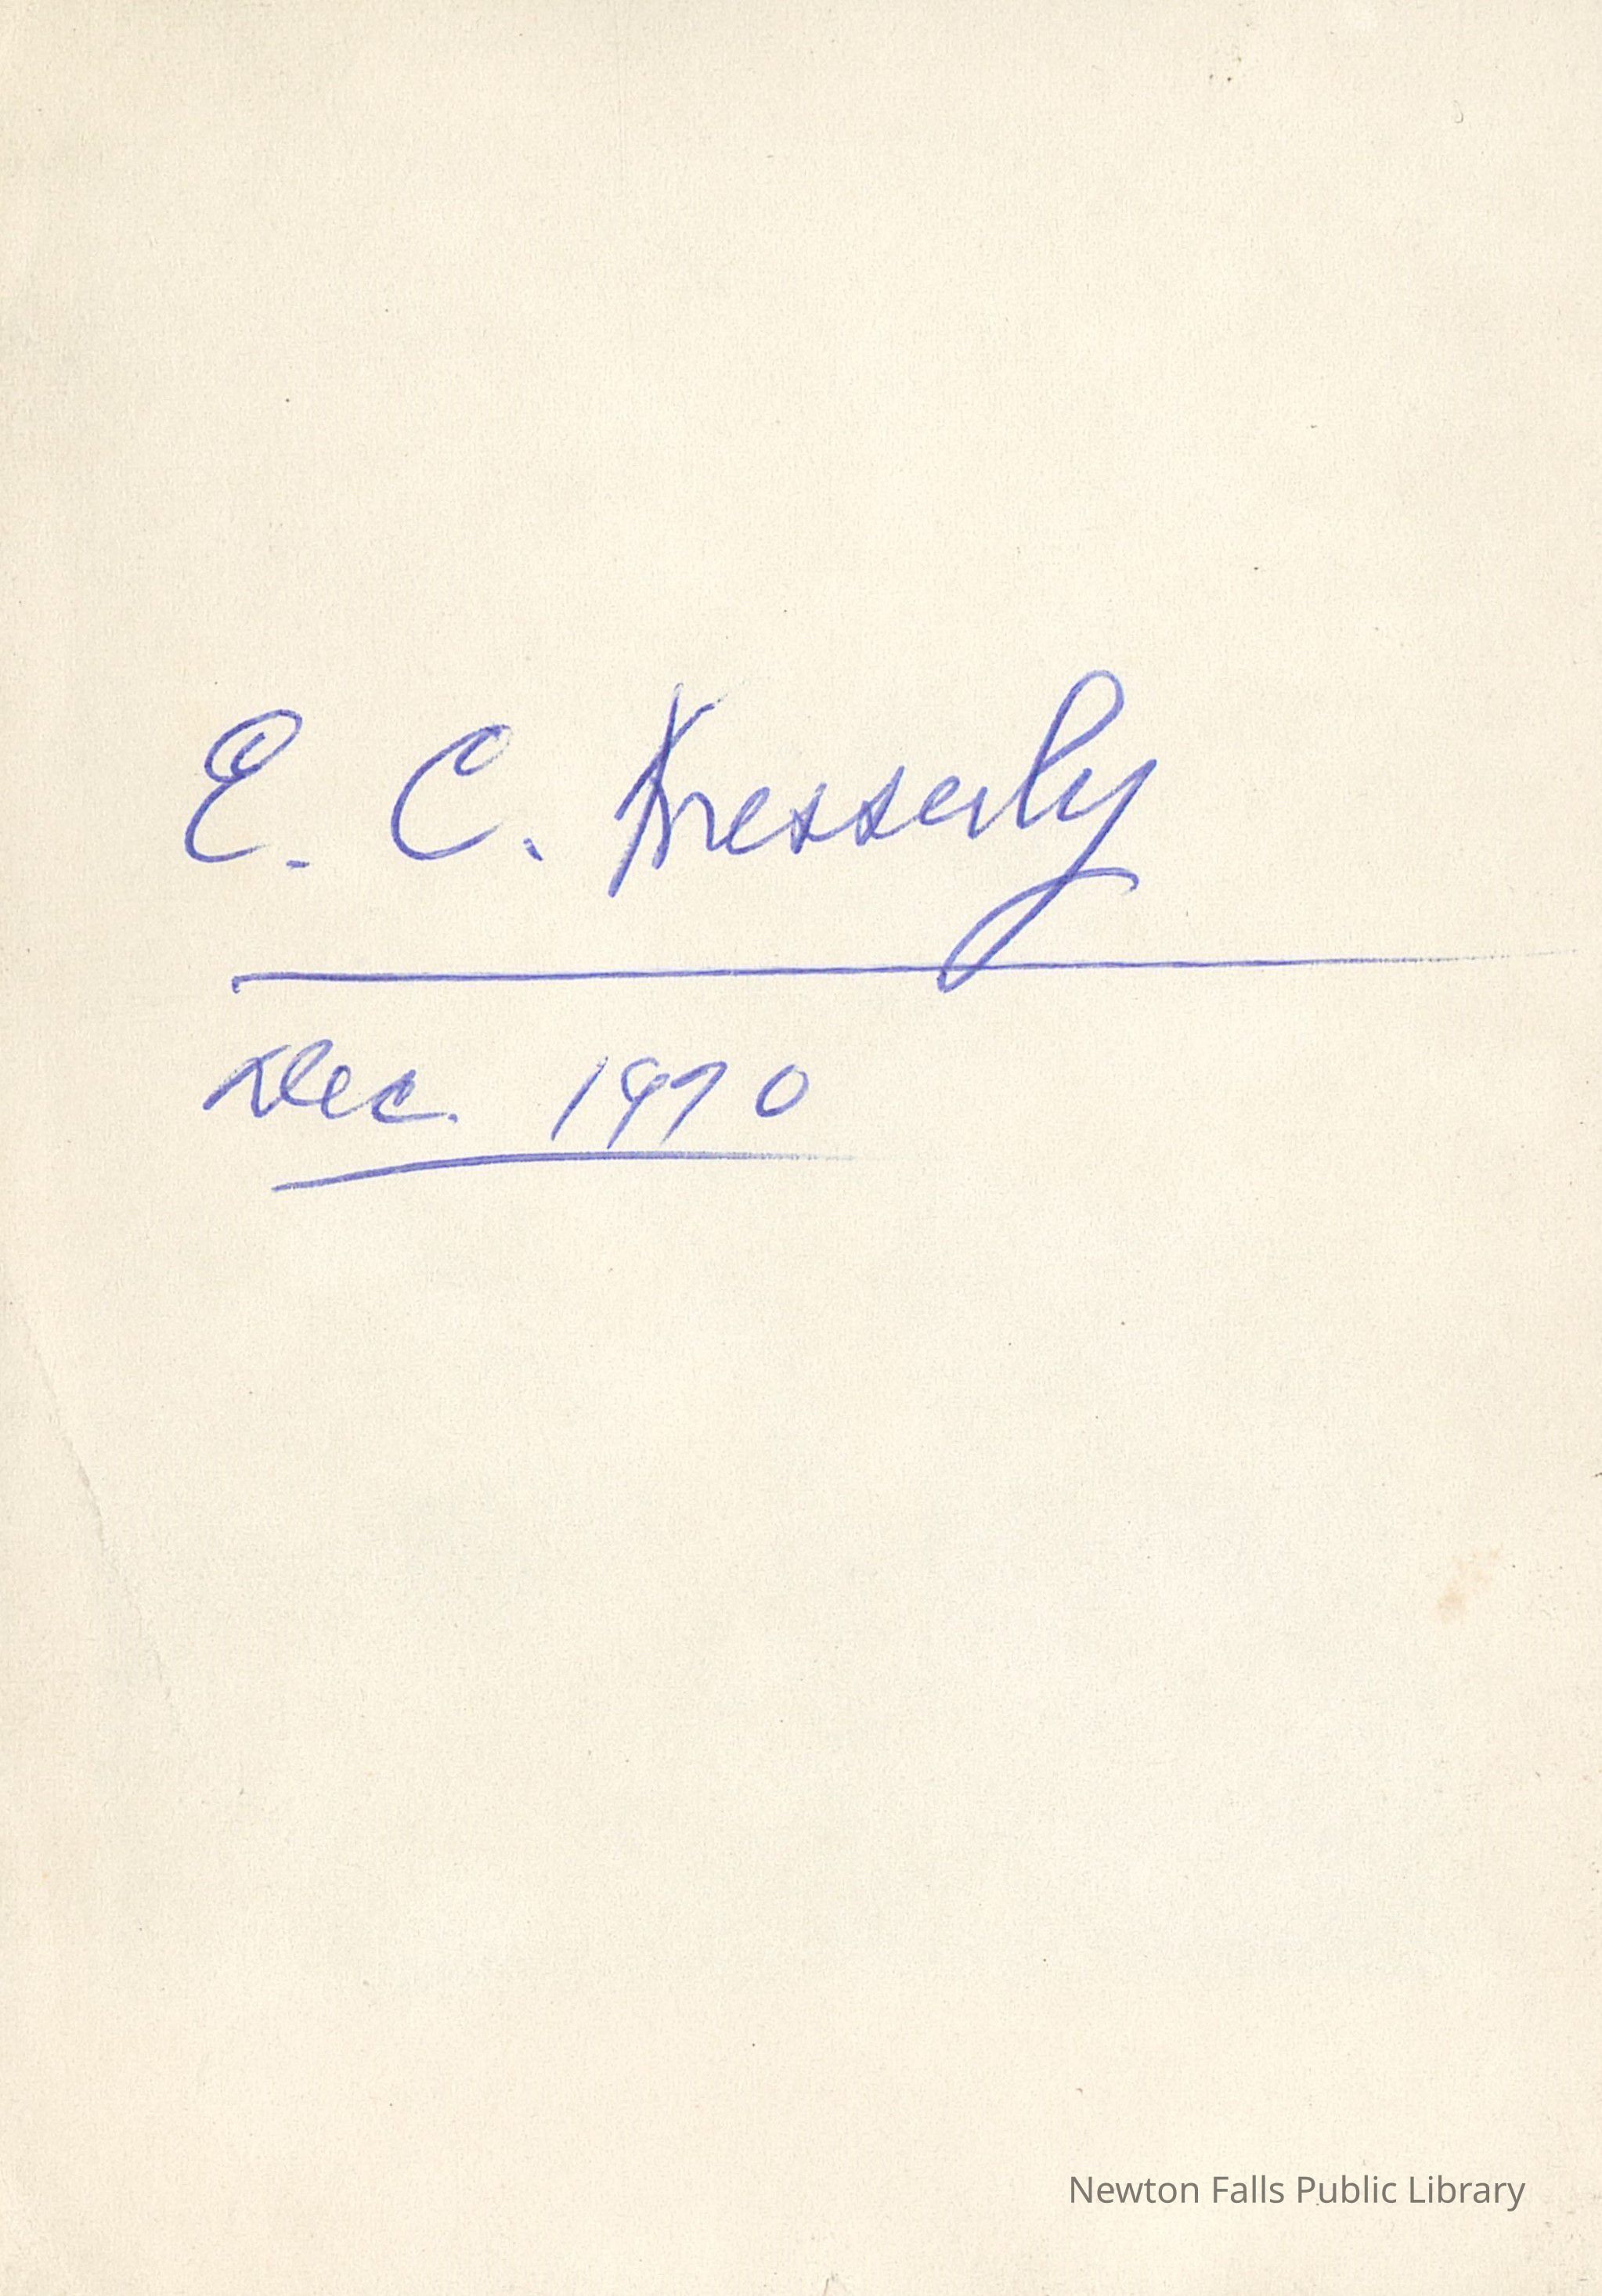 E. C. Kresserly
Dec. 1970
Newton Falls Public Library